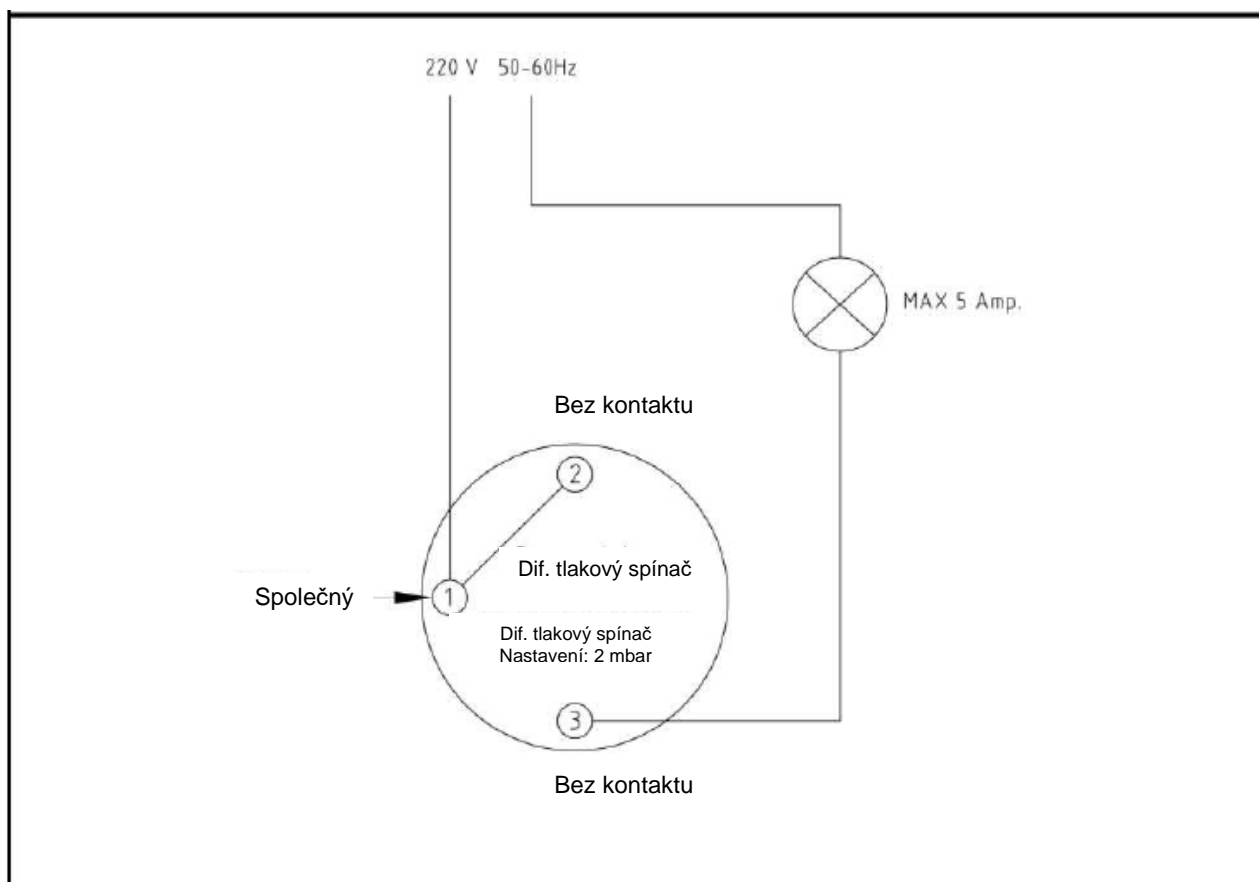 220 V 50-60Hz
MAX 5 Amp.
Bez kontaktu
2
Dif. tlakový spínač
Společný
1
Dif. tlakový spínač
Nastavení: 2 mbar
3
Bez kontaktu